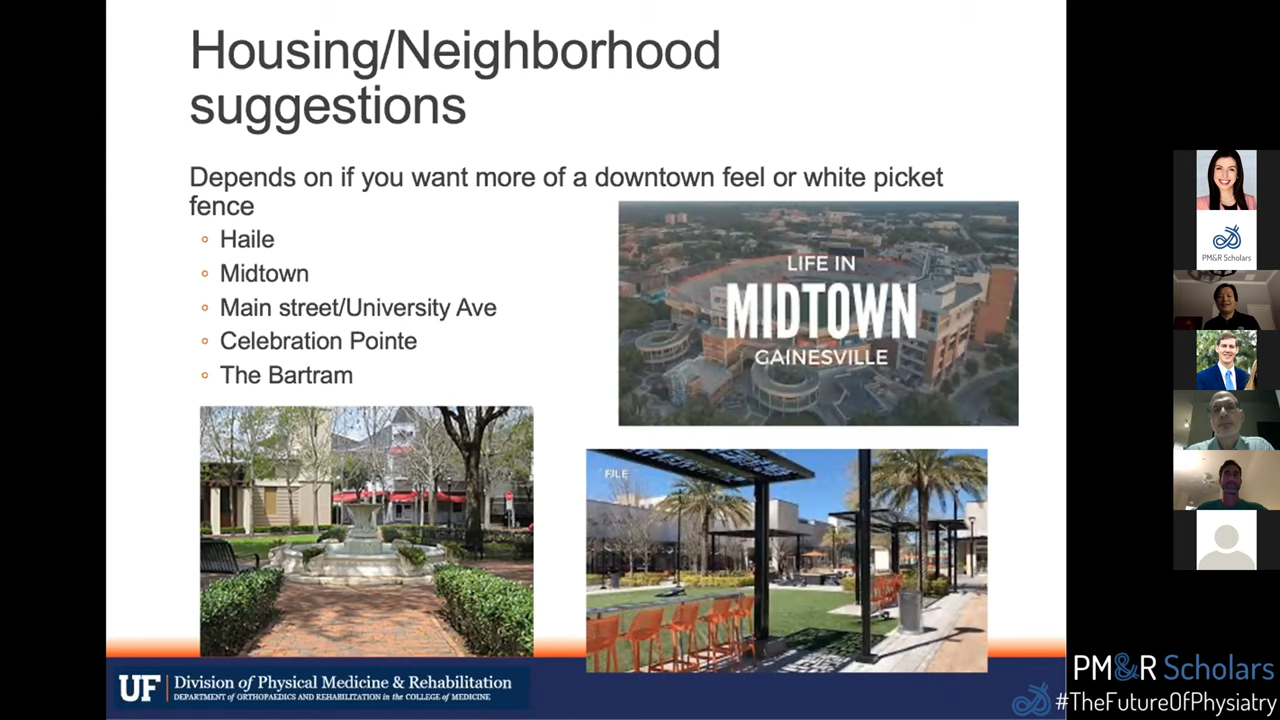 Housing/Neighborhood
suggestions
Depends on if you want more of a downtown feel or white picket
fence
Haile
Midtown
Main street/University Ave
Celebration Pointe
The Bartram
LIFE IN
MIDTOWN
GAINESVILLE
FILE
UF
Division of Physical Medicine & Rehabilitation
DEPARTMENT OF ORTHOPAEDICS AND REHABILITATION in the COLLEGE OF MEDICINE
PM&R Scholars
PM&R Scholars
#TheFutureOfPhysiatry